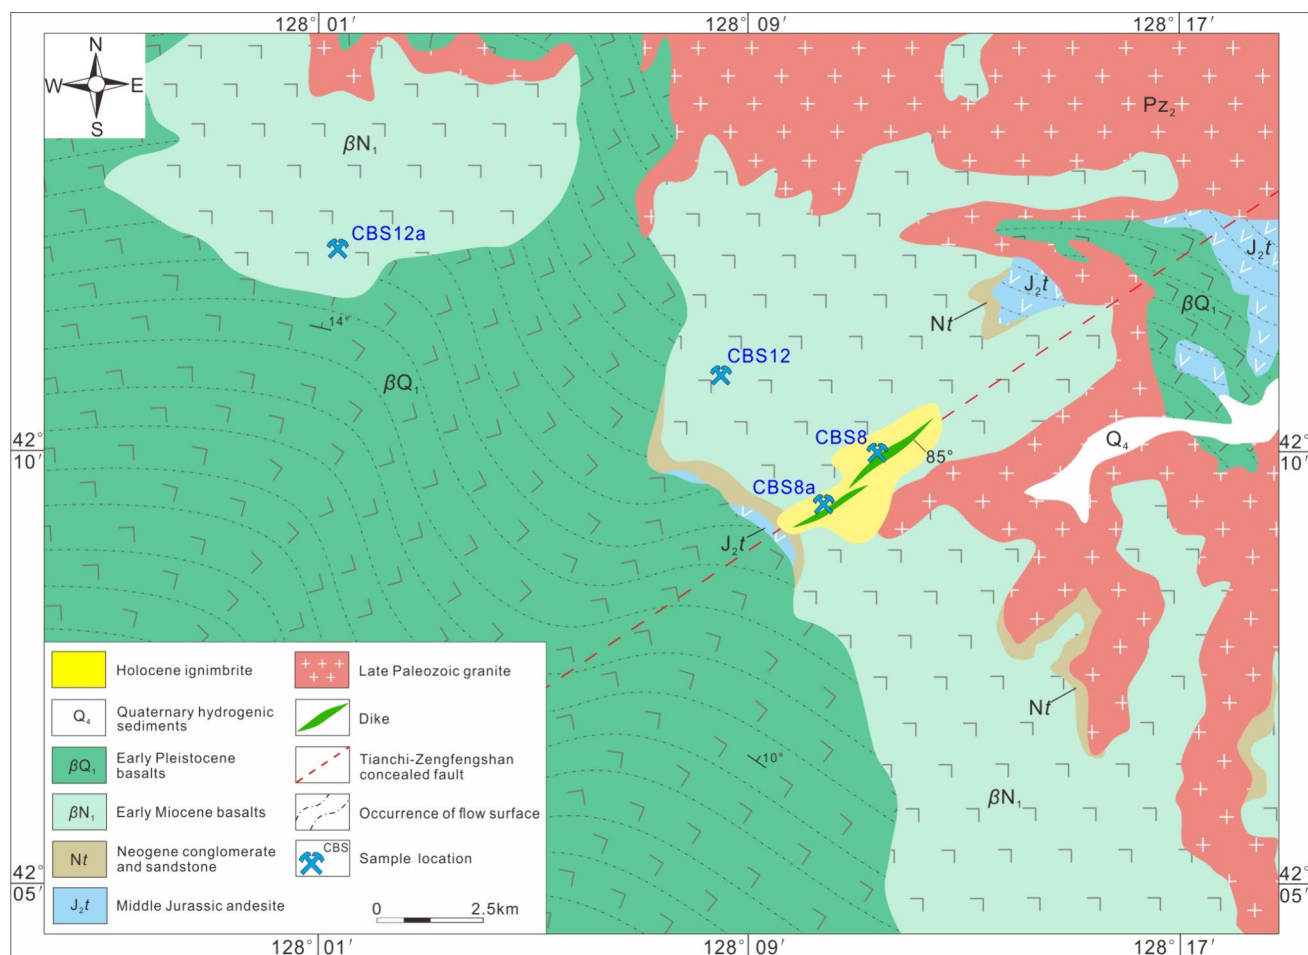 128° 01′
128° 09′
128° 17′
N
W
E
S
Pz₂
βN₁
CBS12a
J₂t
J₂t
βQ₁
Nt
14°
CBS12
βQ₁
CBS8
Q₄
42°
10′
42°
10′
85°
CBS8a
J₂t
Nt
10°
βN₁
Holocene ignimbrite
Late Paleozoic granite
Q₄
Quaternary hydrogenic
sediments
Dike
βQ₁
Early Pleistocene
basalts
Tianchi-Zengfengshan
concealed fault
βN₁
Early Miocene basalts
Occurrence of flow surface
Nt
Neogene conglomerate
and sandstone
CBS
Sample location
J₂t
Middle Jurassic andesite
0
2.5km
42°
05′
42°
05′
128° 01′
128° 09′
128° 17′